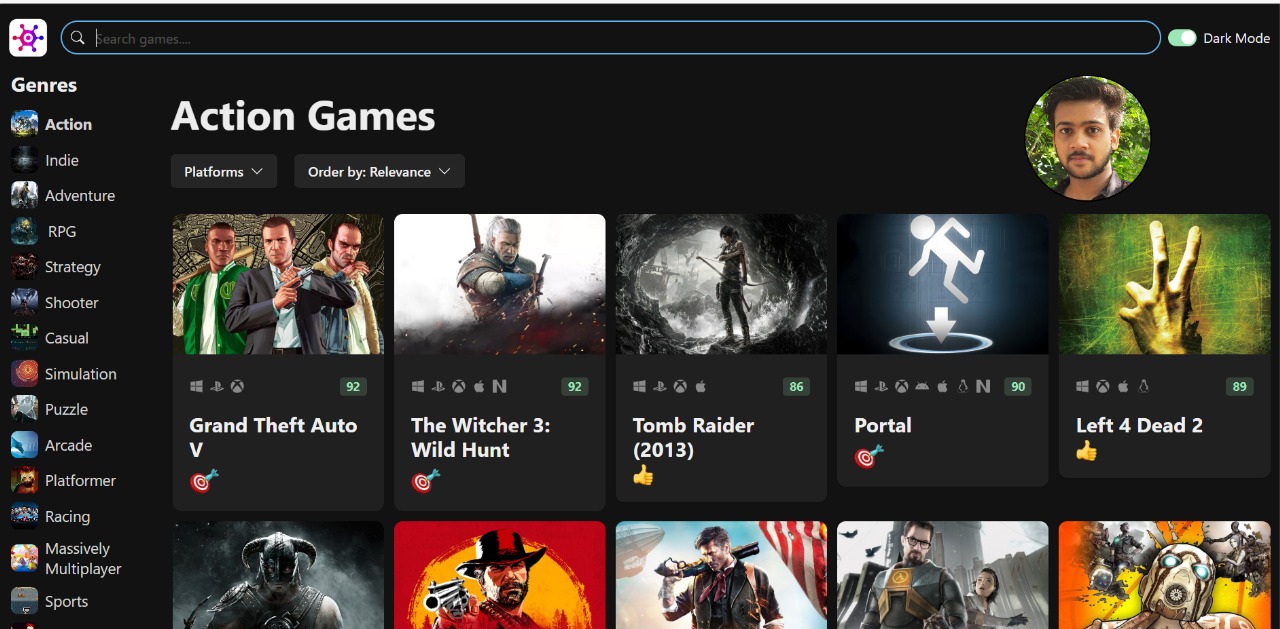 Search games....
Dark Mode
Genres
Action
Indie
Adventure
RPG
Strategy
Shooter
Casual
Simulation
Puzzle
Arcade
Platformer
Racing
Massively
Multiplayer
Sports
Action Games
Platforms
Order by: Relevance
92
Grand Theft Auto
V
92
The Witcher 3:
Wild Hunt
86
Tomb Raider
(2013)
90
Portal
89
Left 4 Dead 2